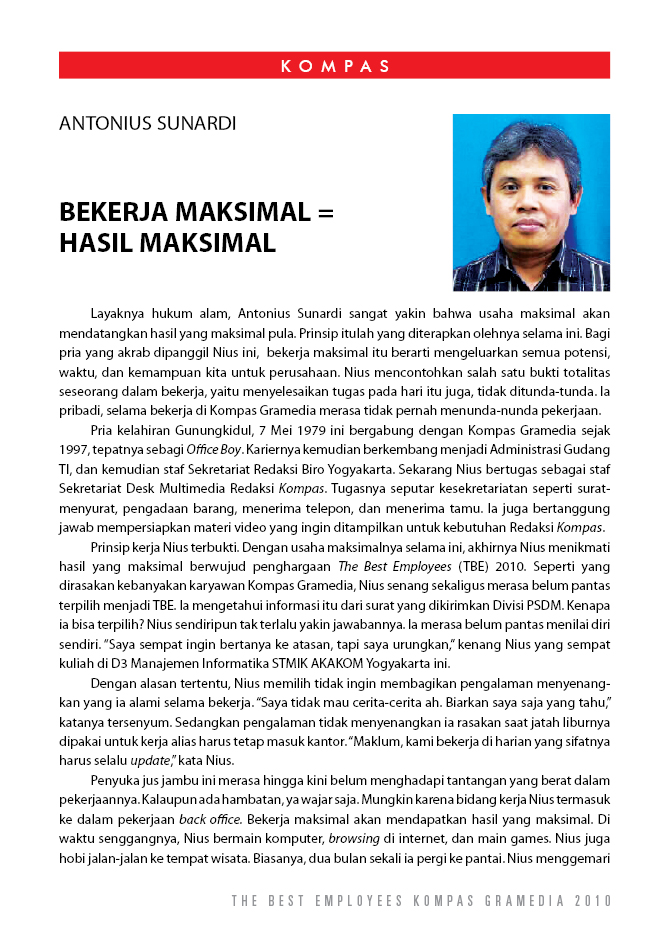 KOMPAS
ANTONIUS SUNARDI
BEKERJA MAKSIMAL =
HASIL MAKSIMAL
Layaknya hukum alam, Antonius Sunardi sangat yakin bahwa usaha maksimal akan
mendatangkan hasil yang maksimal pula. Prinsip itulah yang diterapkan olehnya selama ini. Bagi
pria yang akrab dipanggil Nius ini, bekerja maksimal itu berarti mengeluarkan semua potensi,
waktu, dan kemampuan kita untuk perusahaan. Nius mencontohkan salah satu bukti totalitas
seseorang dalam bekerja, yaitu menyelesaikan tugas pada hari itu juga, tidak ditunda-tunda. Ia
pribadi, selama bekerja di Kompas Gramedia merasa tidak pernah menunda-nunda pekerjaan.
Pria kelahiran Gunungkidul, 7 Mei 1979 ini bergabung dengan Kompas Gramedia sejak
1997, tepatnya sebagi Office Boy. Kariernya kemudian berkembang menjadi Administrasi Gudang
TI, dan kemudian staf Sekretariat Redaksi Biro Yogyakarta. Sekarang Nius bertugas sebagai staf
Sekretariat Desk Multimedia Redaksi Kompas. Tugasnya seputar kesekretariatan seperti surat-
menyurat, pengadaan barang, menerima telepon, dan menerima tamu. Ia juga bertanggung
jawab mempersiapkan materi video yang ingin ditampilkan untuk kebutuhan Redaksi Kompas.
Prinsip kerja Nius terbukti. Dengan usaha maksimalnya selama ini, akhirnya Nius menikmati
hasil yang maksimal berwujud penghargaan The Best Employees (TBE) 2010. Seperti yang
dirasakan kebanyakan karyawan Kompas Gramedia, Nius senang sekaligus merasa belum pantas
terpilih menjadi TBE. Ia mengetahui informasi itu dari surat yang dikirimkan Divisi PSDM. Kenapa
ia bisa terpilih? Nius sendiripun tak terlalu yakin jawabannya. Ia merasa belum pantas menilai diri
sendiri. “Saya sempat ingin bertanya ke atasan, tapi saya urungkan,” kenang Nius yang sempat
kuliah di D3 Manajemen Informatika STMIK AKAKOM Yogyakarta ini.
Dengan alasan tertentu, Nius memilih tidak ingin membagikan pengalaman menyenang-
kan yang ia alami selama bekerja. “Saya tidak mau cerita-cerita ah. Biarkan saya saja yang tahu,”
katanya tersenyum. Sedangkan pengalaman tidak menyenangkan ia rasakan saat jatah liburnya
dipakai untuk kerja alias harus tetap masuk kantor. “Maklum, kami bekerja di harian yang sifatnya
harus selalu update,” kata Nius.
Penyuka jus jambu ini merasa hingga kini belum menghadapi tantangan yang berat dalam
pekerjaannya. Kalaupun ada hambatan, ya wajar saja. Mungkin karena bidang kerja Nius termasuk
ke dalam pekerjaan back office. Bekerja maksimal akan mendapatkan hasil yang maksimal. Di
waktu senggangnya, Nius bermain komputer, browsing di internet, dan main games. Nius juga
hobi jalan-jalan ke tempat wisata. Biasanya, dua bulan sekali ia pergi ke pantai. Nius menggemari
THE BEST EMPLOYEES KOMPAS GRAMEDIA 2010